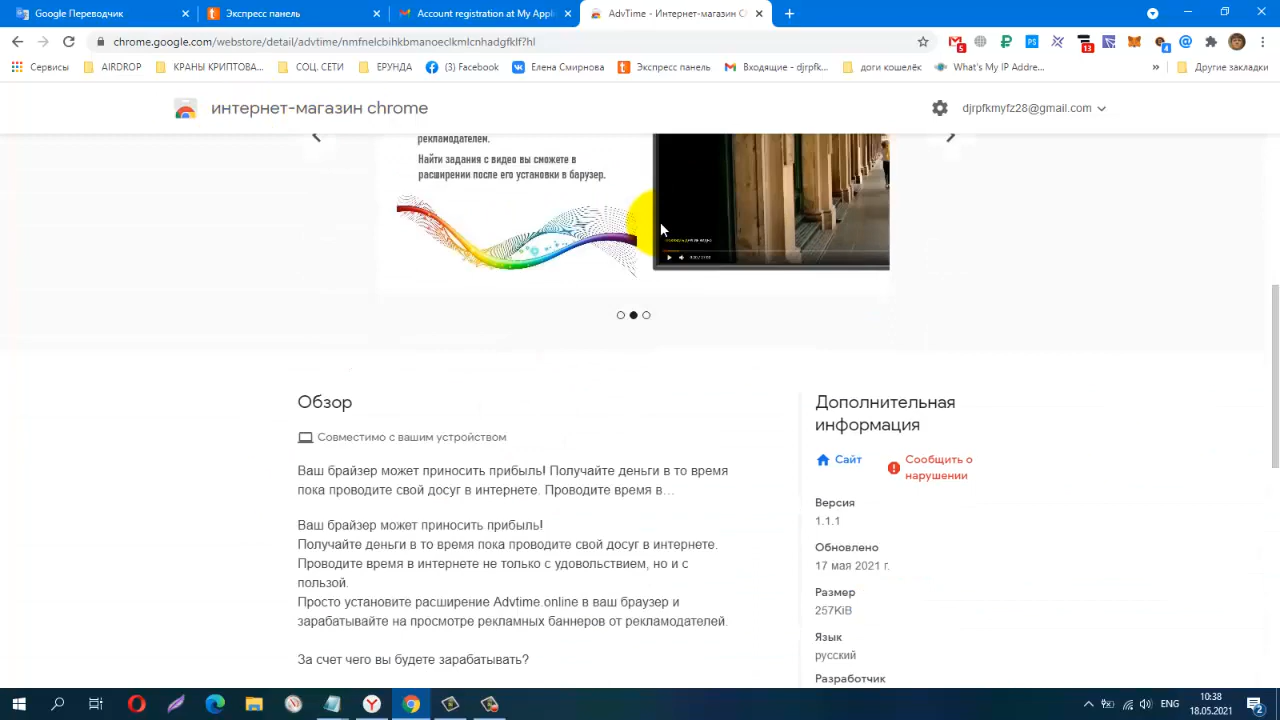 Google Переводчик
Экспресс панель
Account registration at My Appl
AdvTime - Интернет-магазин C
chrome.google.com/webstore/detail/advtime/nmfnelcihhkbmanoeclkmlcnhadgfklf?hl
5
13
4
Сервисы
AIRDROP
КРАНЫ КРИПТОВА...
СОЦ. СЕТИ
ЕРУНДА
(3) Facebook
Елена Смирнова
Экспресс панель
Входящие - djrpfk...
доги кошелёк
What's My IP Addre...
»
Другие закладки
интернет-магазин chrome
djrpfkmyfz28@gmail.com
рекламодателем.
Найти задания с видео вы сможете в
расширении после его установки в барузер.
Обзор
Совместимо с вашим устройством
Ваш брайзер может приносить прибыль! Получайте деньги в то время
пока проводите свой досуг в интернете. Проводите время в...
Ваш брайзер может приносить прибыль!
Получайте деньги в то время пока проводите свой досуг в интернете.
Проводите время в интернете не только с удовольствием, но и с
пользой.
Просто установите расширение Advtime.online в ваш браузер и
зарабатывайте на просмотре рекламных баннеров от рекламодателей.
За счет чего вы будете зарабатывать?
Дополнительная
информация
Сайт
Сообщить о
нарушении
Версия
1.1.1
Обновлено
17 мая 2021 г.
Размер
257KiB
Язык
русский
Разработчик
ENG
10:38
18.05.2021
2